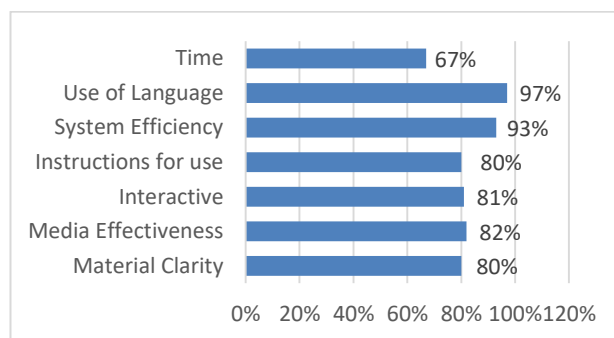 Time 67%
Use of Language 97%
System Efficiency 93%
Instructions for use 80%
Interactive 81%
Media Effectiveness 82%
Material Clarity 80%
0% 20% 40% 60% 80% 100% 120%